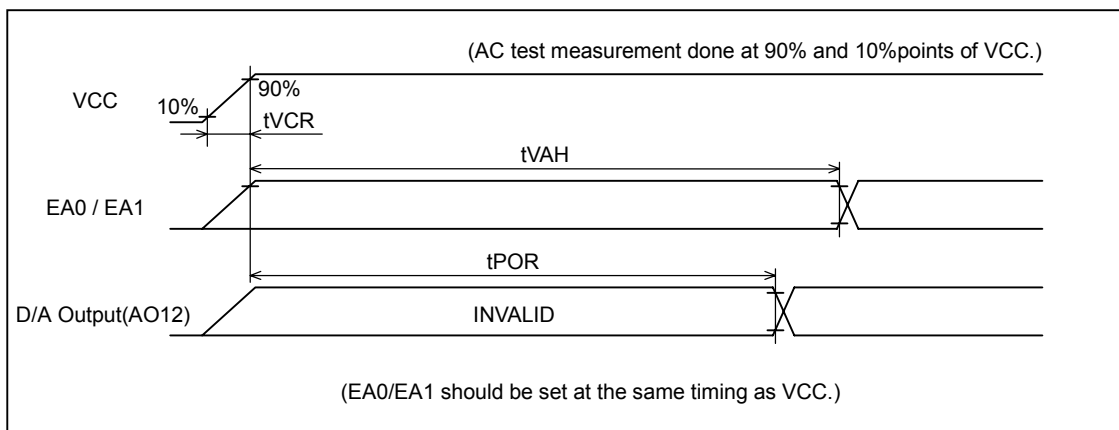 (AC test measurement done at 90% and 10%points of VCC.)
VCC
10%
90%
tVCR
tVAH
EA0 / EA1
tPOR
D/A Output(AO12)
INVALID
(EA0/EA1 should be set at the same timing as VCC.)